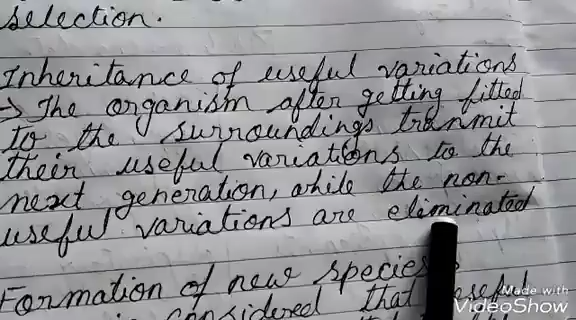 selection.
Inheritance of useful variations
→ The organism after getting fitted
to the surroundings transmit
their useful variations to the
next generation, while the non-
useful variations are eliminated
Formation of new species
considered that useful
Made with
VideoShow